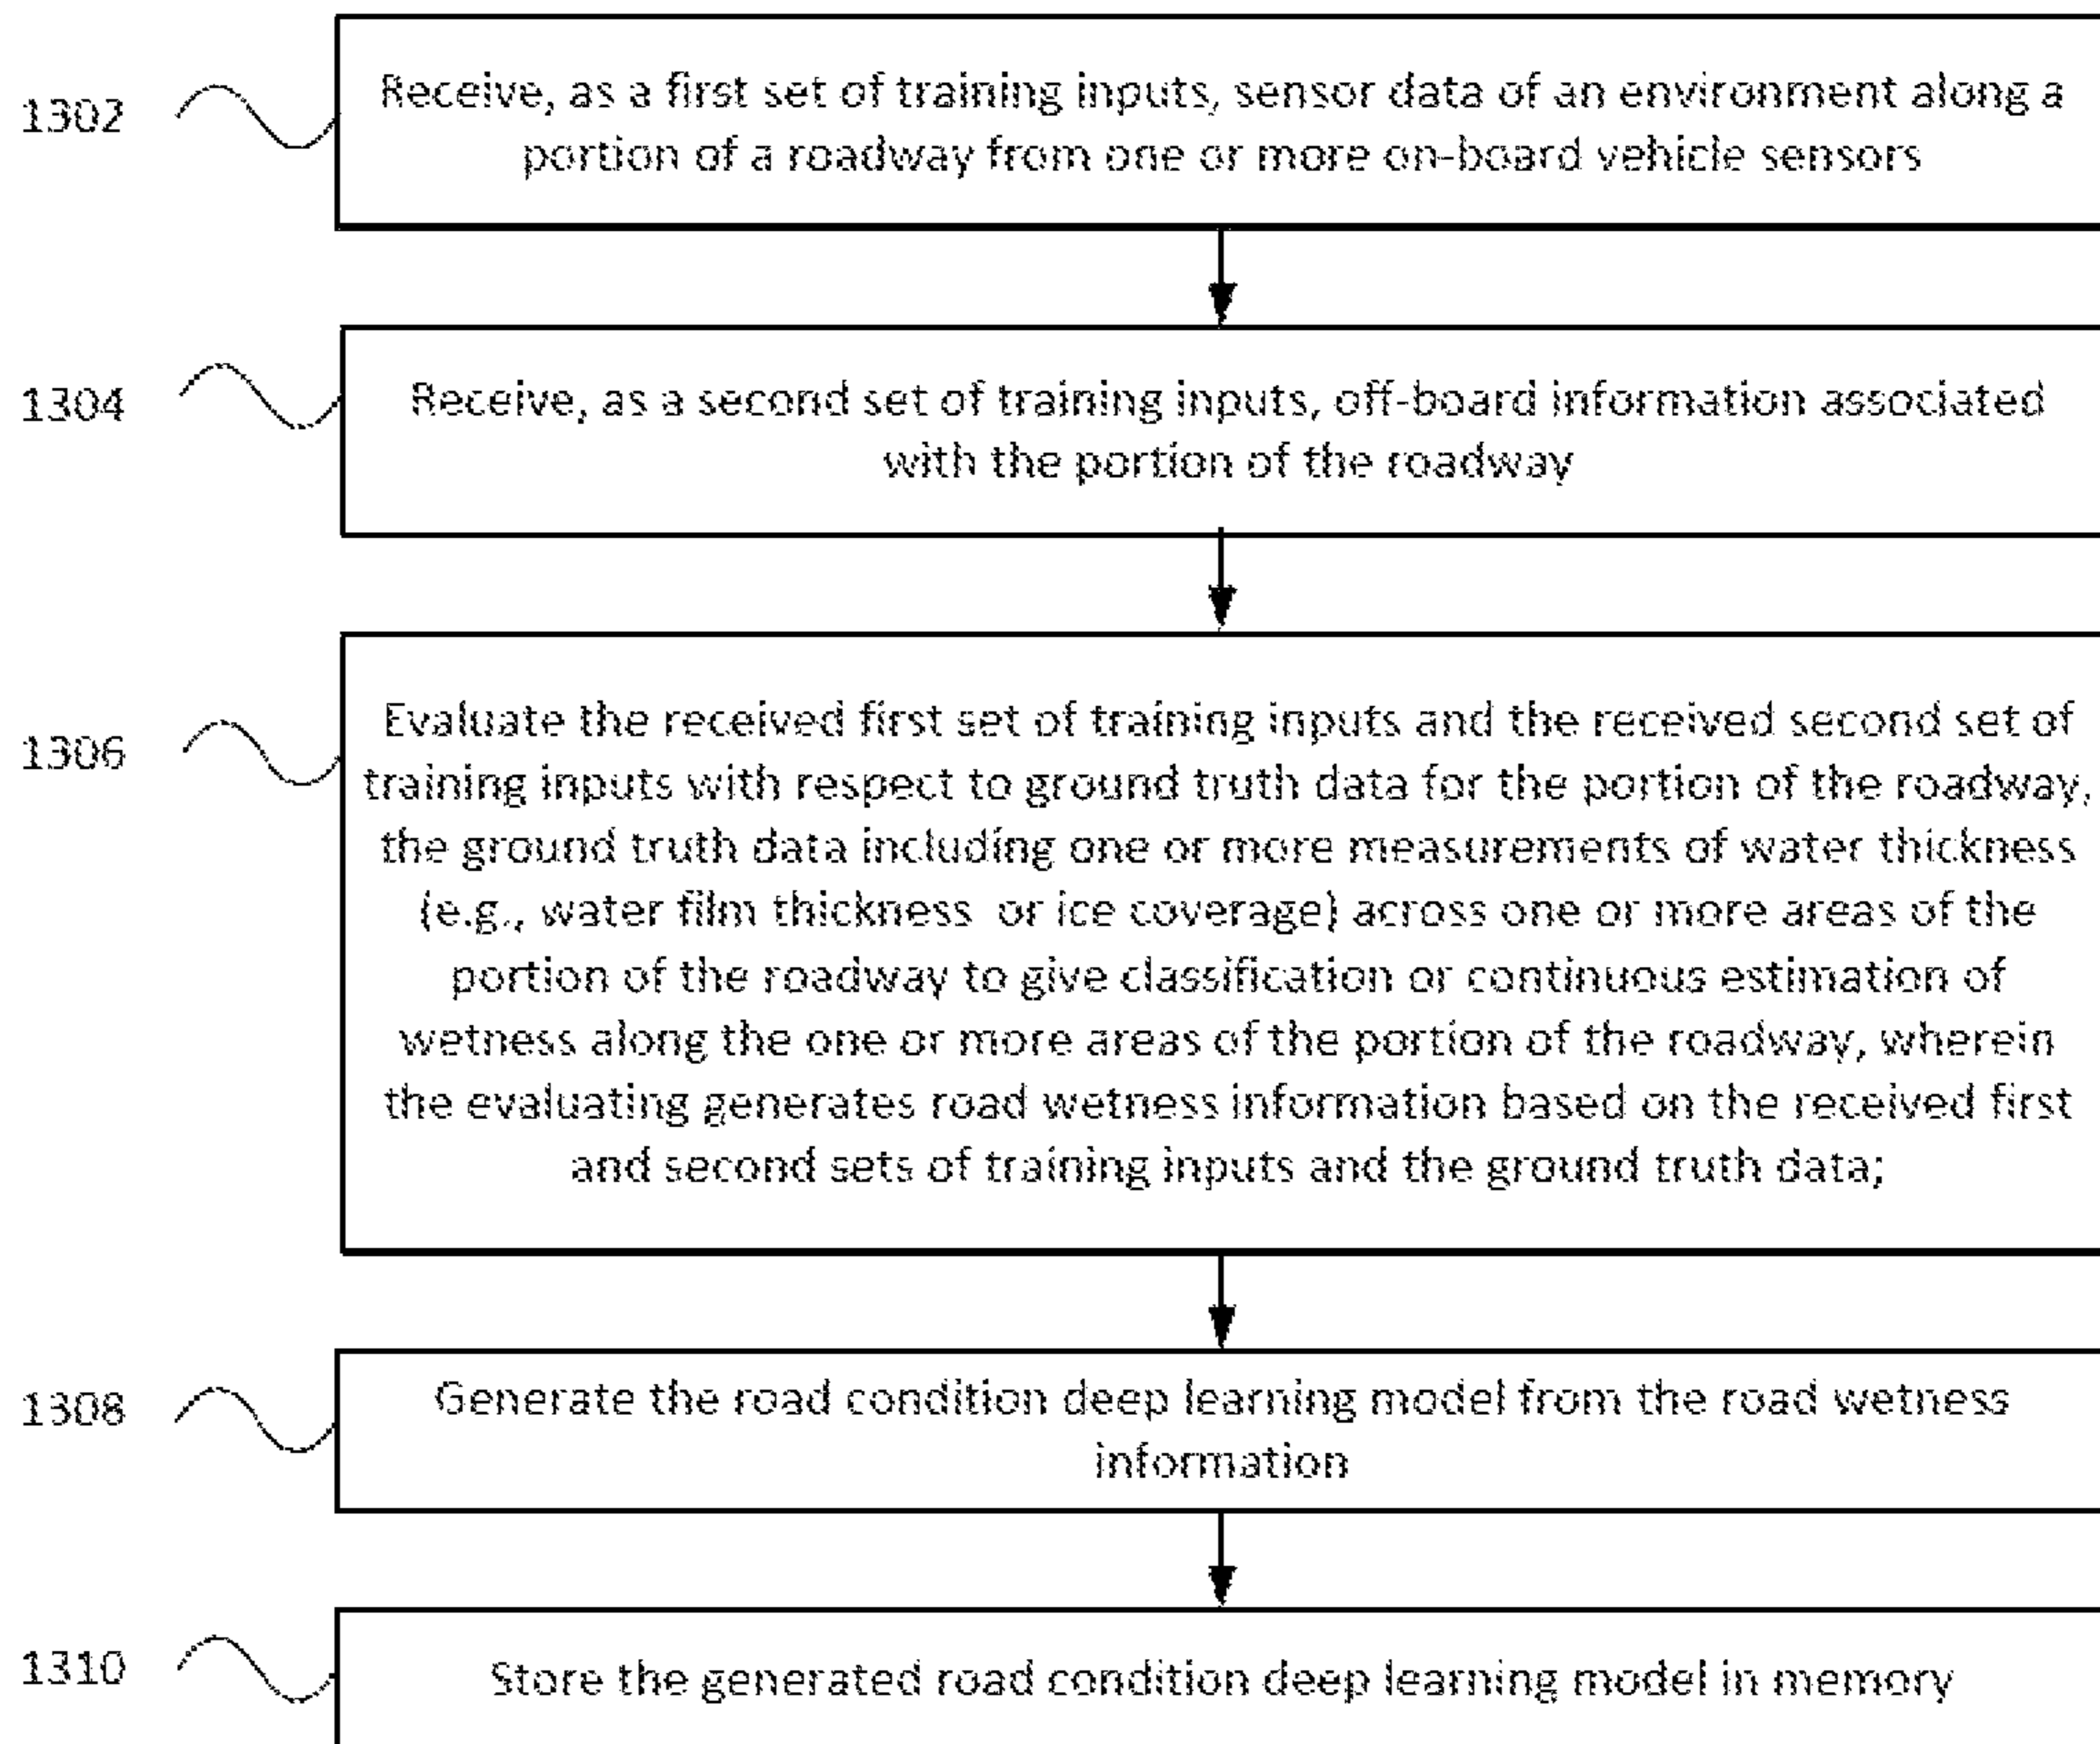 1302
Receive, as a first set of training inputs, sensor data of an environment along a
portion of a roadway from one or more on-board vehicle sensors
1304
Receive, as a second set of training inputs, off-board information associated
with the portion of the roadway
1306
Evaluate the received first set of training inputs and the received second set of
training inputs with respect to ground truth data for the portion of the roadway,
the ground truth data including one or more measurements of water thickness
(e.g., water film thickness or ice coverage) across one or more areas of the
portion of the roadway to give classification or continuous estimation of
wetness along the one or more areas of the portion of the roadway, wherein
the evaluating generates road wetness information based on the received first
and second sets of training inputs and the ground truth data;
1308
Generate the road condition deep learning model from the road wetness
information
1310
Store the generated road condition deep learning model in memory